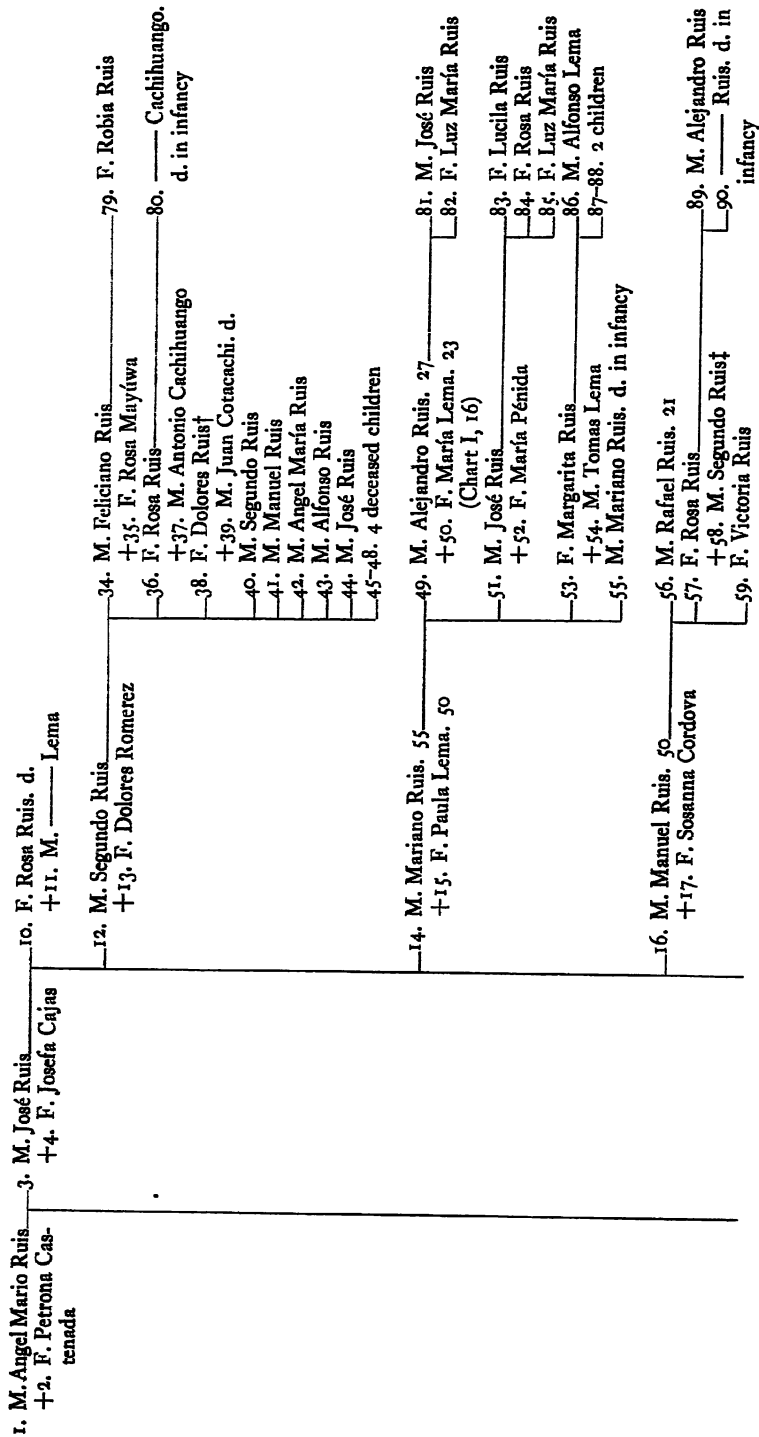 1. M. Angel Mario Ruis
+2. F. Petrona Cas-
tenada
3. M. José Ruis
+4. F. Josefa Cajas
10. F. Rosa Ruis. d.
+11. M. —— Lema
12. M. Segundo Ruis
+13. F. Dolores Romerez
34. M. Feliciano Ruis
+35. F. Rosa Mayúwa
79. F. Robia Ruis
36. F. Rosa Ruis
+37. M. Antonio Cachihuango
80. —— Cachihuango.
d. in infancy
38. F. Dolores Ruis†
+39. M. Juan Cotacachi. d.
40. M. Segundo Ruis
41. M. Manuel Ruis
42. M. Angel María Ruis
43. M. Alfonso Ruis
44. M. José Ruis
45-48. 4 deceased children
14. M. Mariano Ruis. 55
+15. F. Paula Lema. 50
49. M. Alejandro Ruis. 27
+50. F. María Lema. 23
(Chart I, 16)
81. M. José Ruis
82. F. Luz María Ruis
51. M. José Ruis
+52. F. María Pénida
83. F. Lucila Ruis
84. F. Rosa Ruis
85. F. Luz María Ruis
53. F. Margarita Ruis
+54. M. Tomas Lema
86. M. Alfonso Lema
87-88. 2 children
55. M. Mariano Ruis. d. in infancy
16. M. Manuel Ruis. 50
+17. F. Sosanna Cordova
56. M. Rafael Ruis. 21
57. F. Rosa Ruis
+58. M. Segundo Ruis‡
89. M. Alejandro Ruis
90. —— Ruis. d. in
infancy
59. F. Victoria Ruis